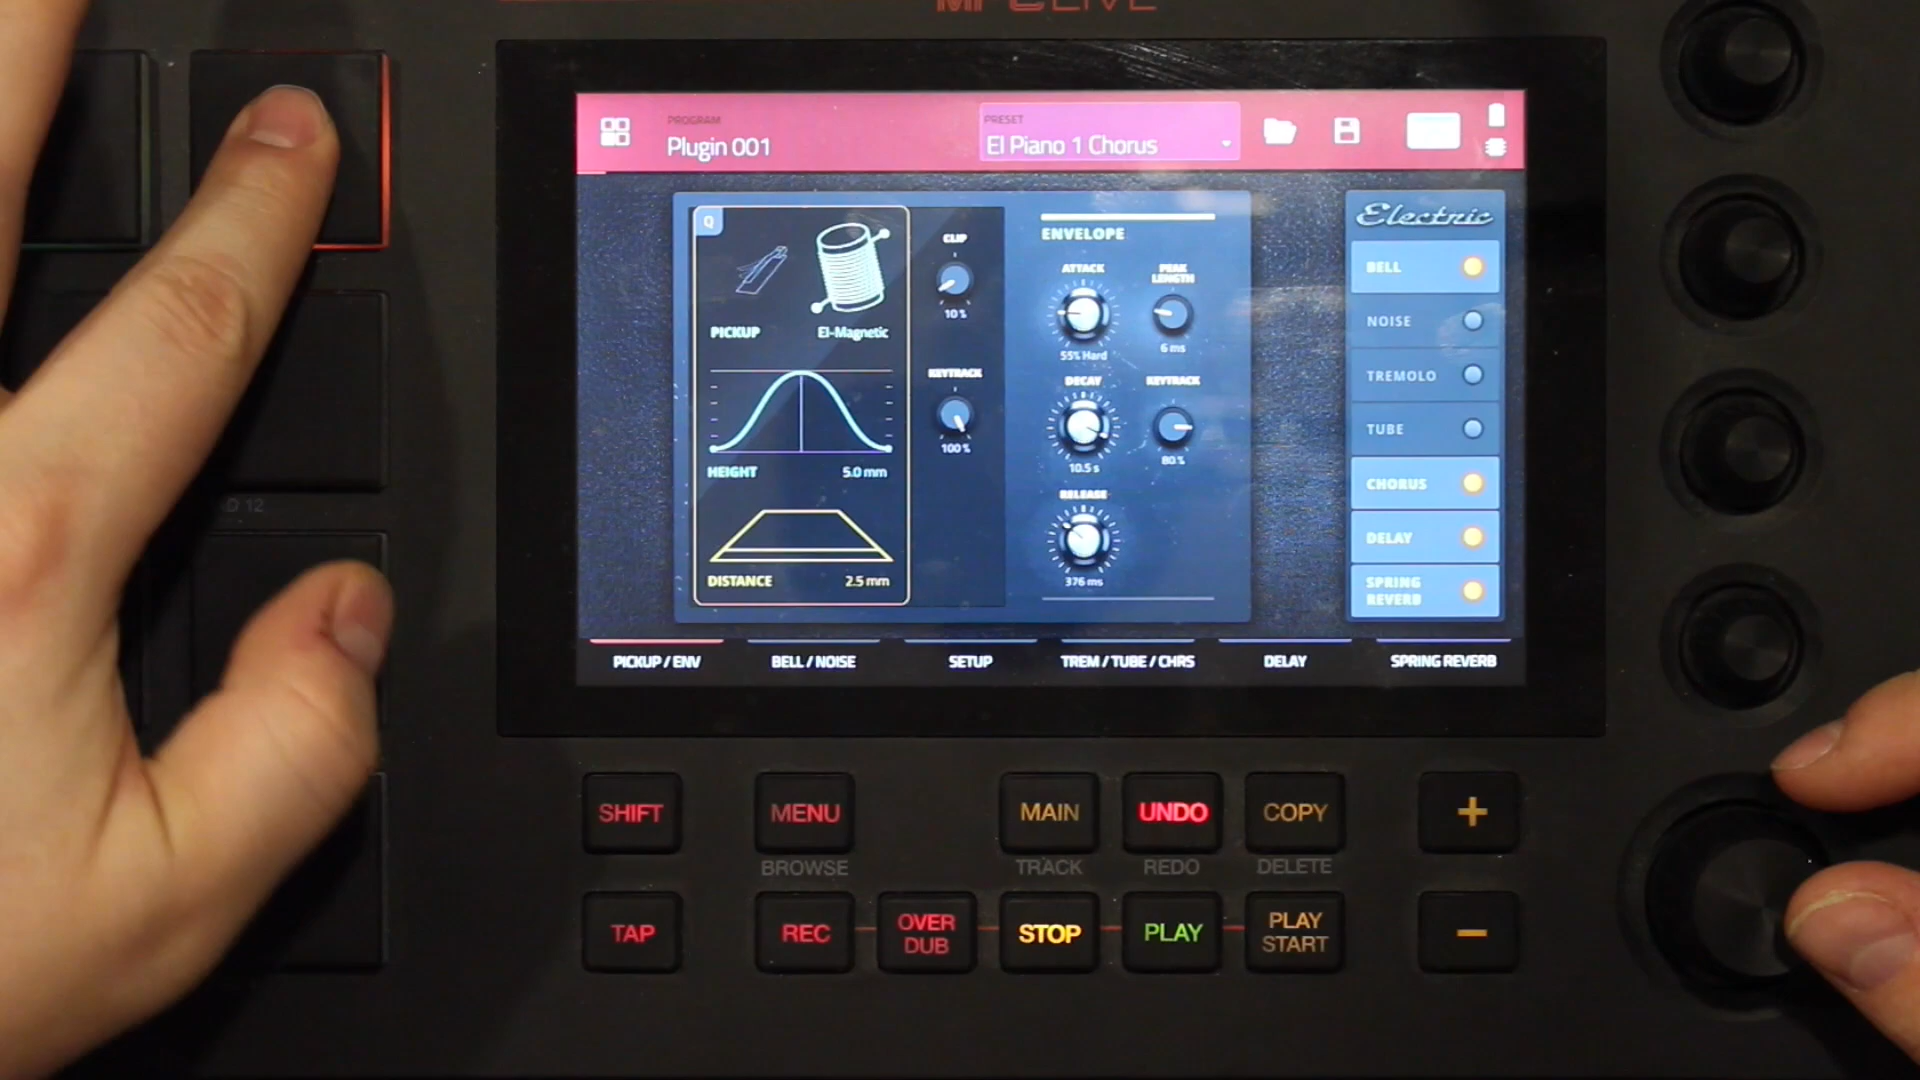 MPC LIVE
PROGRAM
Plugin 001
PRESET
El Piano 1 Chorus
Q
PICKUP
El-Magnetic
HEIGHT
5.0 mm
DISTANCE
2.5 mm
CLIP
10 %
KEYTRACK
100 %
ENVELOPE
ATTACK
55% Hard
PEAK
LENGTH
6 ms
DECAY
10.5 s
KEYTRACK
80 %
RELEASE
376 ms
Electric
BELL
NOISE
TREMOLO
TUBE
CHORUS
DELAY
SPRING
REVERB
PICKUP / ENV
BELL / NOISE
SETUP
TREM / TUBE / CHRS
DELAY
SPRING REVERB
D 12
SHIFT
MENU
BROWSE
MAIN
TRACK
UNDO
REDO
COPY
DELETE
+
TAP
REC
OVER
DUB
STOP
PLAY
PLAY
START
−